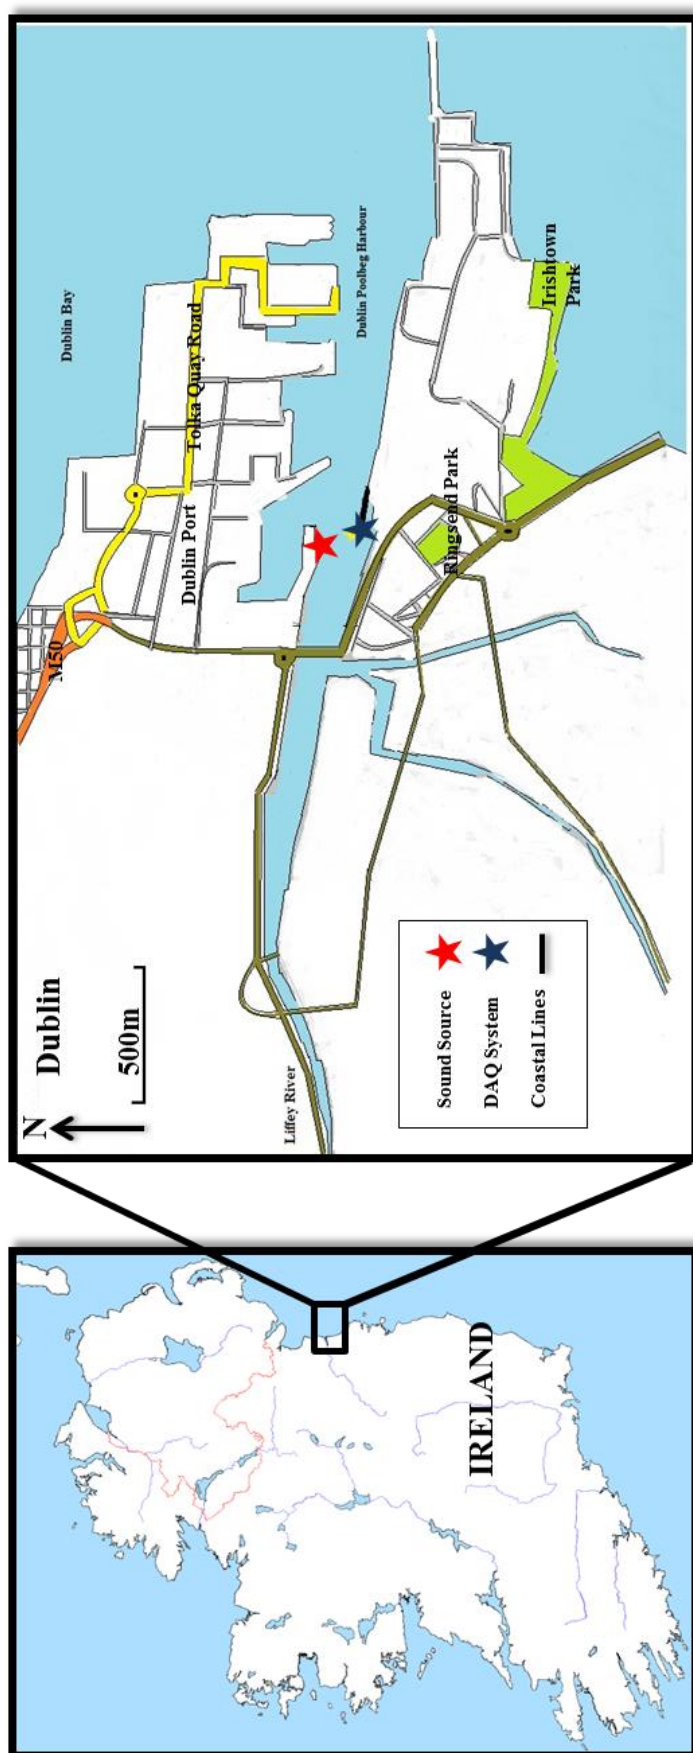 IRELAND
N
Dublin
500m
Liffey River
Sound Source
DAQ System
Coastal Lines
M50
Dublin Port
Tolka Quay Road
Dublin Bay
Dublin Poolbeg Harbour
Ringsend Park
Irishtown
Park